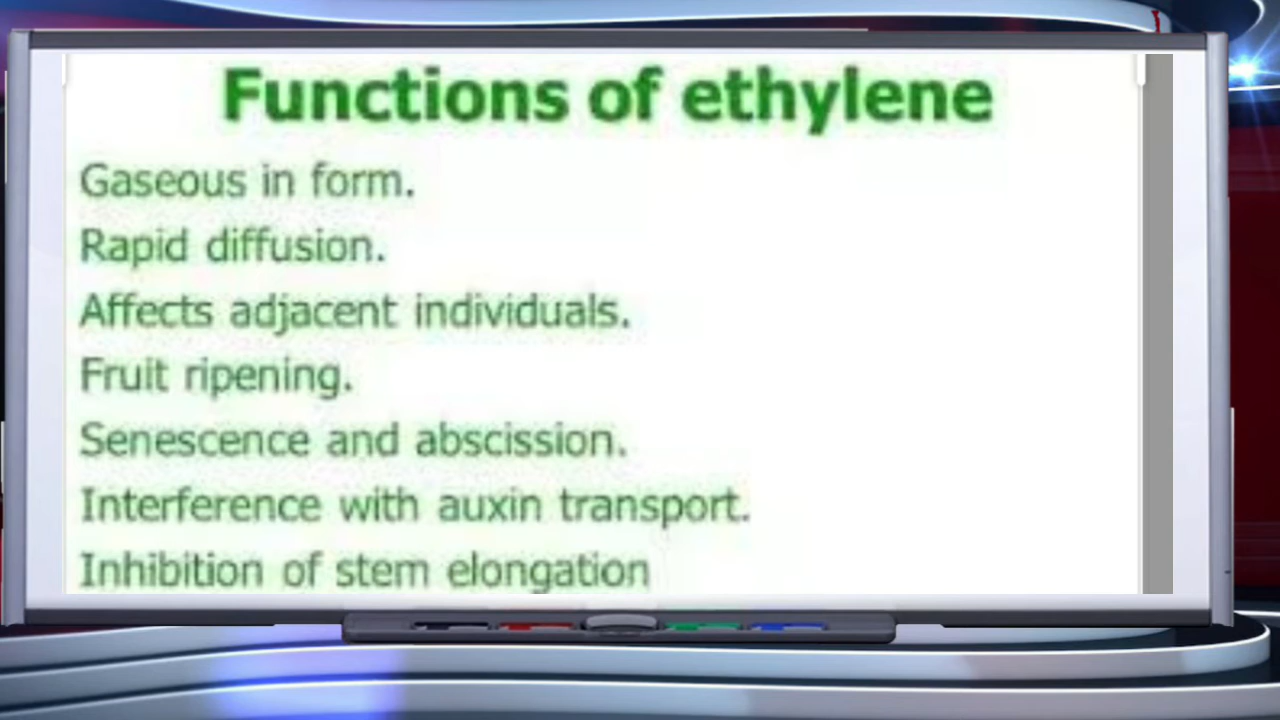 Functions of ethylene
Gaseous in form.
Rapid diffusion.
Affects adjacent individuals.
Fruit ripening.
Senescence and abscission.
Interference with auxin transport.
Inhibition of stem elongation